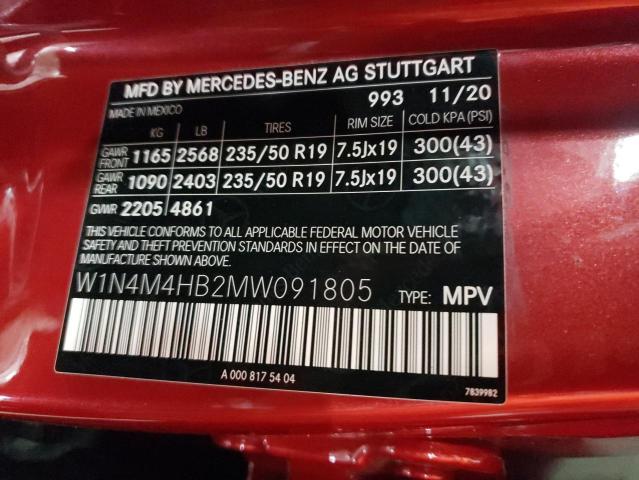 MFD BY MERCEDES-BENZ AG STUTTGART
MADE IN MEXICO 993 11/20
KG LB TIRES RIM SIZE COLD KPA (PSI)
GAWR FRONT 1165 2568 235/50 R19 7.5Jx19 300(43)
GAWR REAR 1090 2403 235/50 R19 7.5Jx19 300(43)
GVWR 2205 4861
THIS VEHICLE CONFORMS TO ALL APPLICABLE FEDERAL MOTOR VEHICLE
SAFETY AND THEFT PREVENTION STANDARDS IN EFFECT ON THE DATE OF
MANUFACTURE SHOWN ABOVE.
W1N4M4HB2MW091805 TYPE: MPV
A 000 817 54 04
7839982